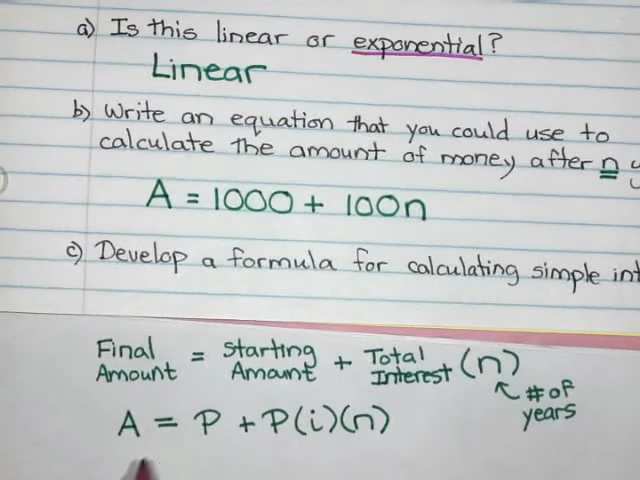 a) Is this linear or exponential?
Linear
b) Write an equation that you could use to
calculate the amount of money after n
A = 1000 + 100n
c) Develop a formula for calculating simple int
Final Amount = Starting Amount + Total Interest (n)
# of years
A = P + P(i)(n)